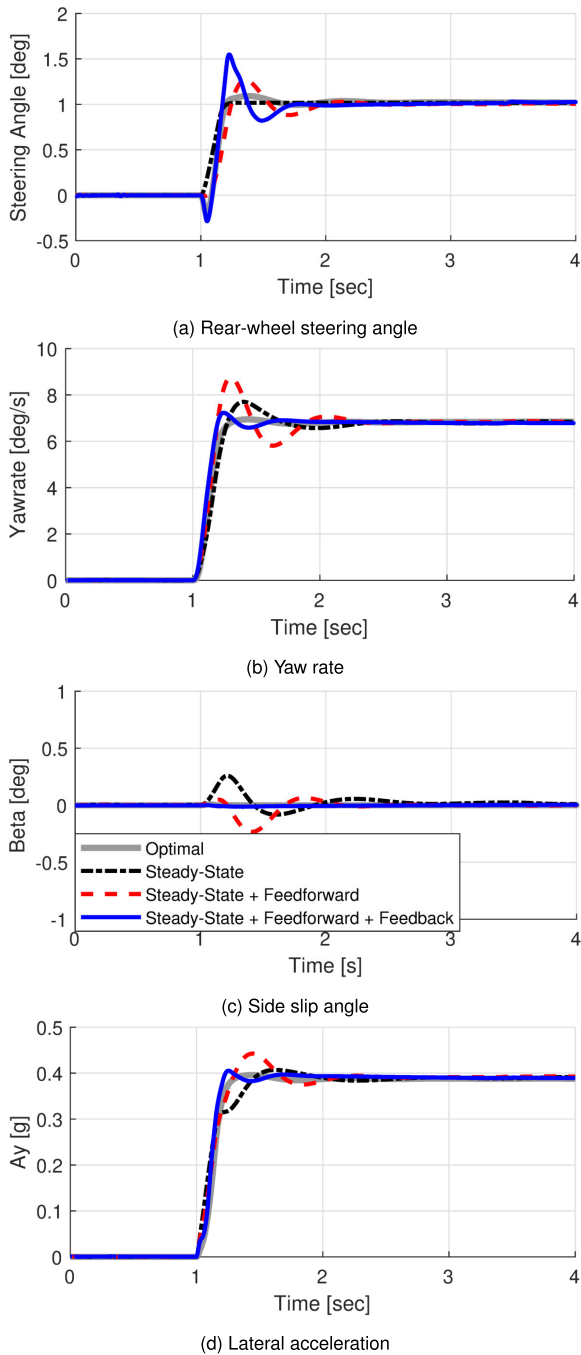 2
1.5
1
0.5
0
-0.5
Steering Angle [deg]
0 1 2 3 4
Time [sec]
(a) Rear-wheel steering angle
10
8
6
4
2
0
Yawrate [deg/s]
0 1 2 3 4
Time [sec]
(b) Yaw rate
1
0.5
0
-0.5
-1
Beta [deg]
Optimal
Steady-State
Steady-State + Feedforward
Steady-State + Feedforward + Feedback
0 1 2 3 4
Time [s]
(c) Side slip angle
0.5
0.4
0.3
0.2
0.1
0
Ay [g]
0 1 2 3 4
Time [sec]
(d) Lateral acceleration